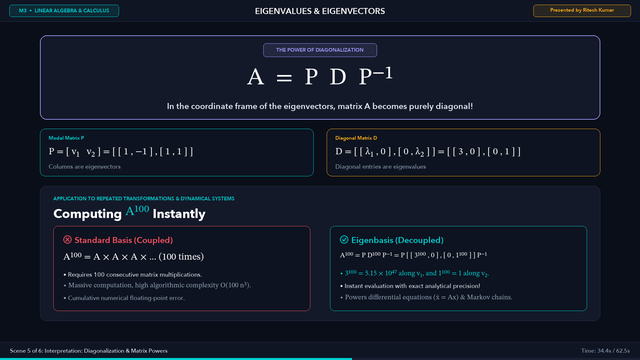 M3 • LINEAR ALGEBRA & CALCULUS
EIGENVALUES & EIGENVECTORS
Presented by Ritesh Kumar
THE POWER OF DIAGONALIZATION
A = P D P⁻¹
In the coordinate frame of the eigenvectors, matrix A becomes purely diagonal!
Modal Matrix P
P = [ v₁ v₂ ] = [ [ 1 , −1 ] , [ 1 , 1 ] ]
Columns are eigenvectors
Diagonal Matrix D
D = [ [ λ₁ , 0 ] , [ 0 , λ₂ ] ] = [ [ 3 , 0 ] , [ 0 , 1 ] ]
Diagonal entries are eigenvalues
APPLICATION TO REPEATED TRANSFORMATIONS & DYNAMICAL SYSTEMS
Computing A¹⁰⁰ Instantly
Standard Basis (Coupled)
A¹⁰⁰ = A × A × A × ... (100 times)
• Requires 100 consecutive matrix multiplications.
• Massive computation, high algorithmic complexity O(100 n³).
• Cumulative numerical floating-point error.
Eigenbasis (Decoupled)
A¹⁰⁰ = P D¹⁰⁰ P⁻¹ = P [ [ 3¹⁰⁰ , 0 ] , [ 0 , 1¹⁰⁰ ] ] P⁻¹
• 3¹⁰⁰ ≈ 5.15 × 10⁴⁷ along v₁, and 1¹⁰⁰ = 1 along v₂.
• Instant evaluation with exact analytical precision!
• Powers differential equations (ẋ = Ax) & Markov chains.
Scene 5 of 6: Interpretation: Diagonalization & Matrix Powers
Time: 34.4s / 62.5s